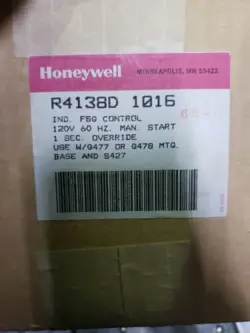 Honeywell MINNEAPOLIS, MN 55422
R4138D 1016
IND. FSG CONTROL
120V 60 HZ. MAN. START
1 SEC. OVERRIDE
USE W/Q477 OR Q478 MTG.
BASE AND S427